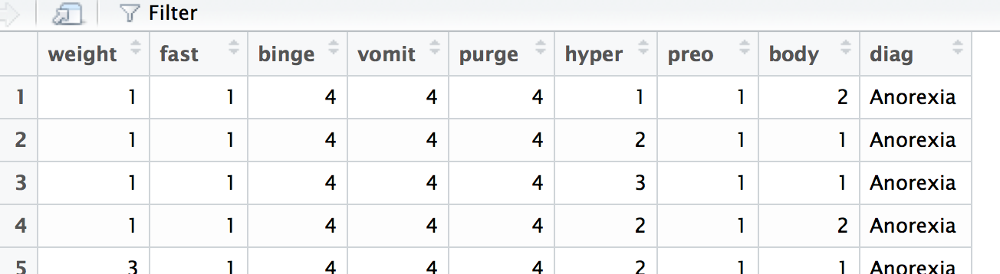 Filter
weight fast binge vomit purge hyper preo body diag
1 1 1 4 4 4 1 1 2 Anorexia
2 1 1 4 4 4 2 1 1 Anorexia
3 1 1 4 4 4 3 1 1 Anorexia
4 1 1 4 4 4 2 1 2 Anorexia
5 3 1 4 4 4 2 1 1 Anorexia